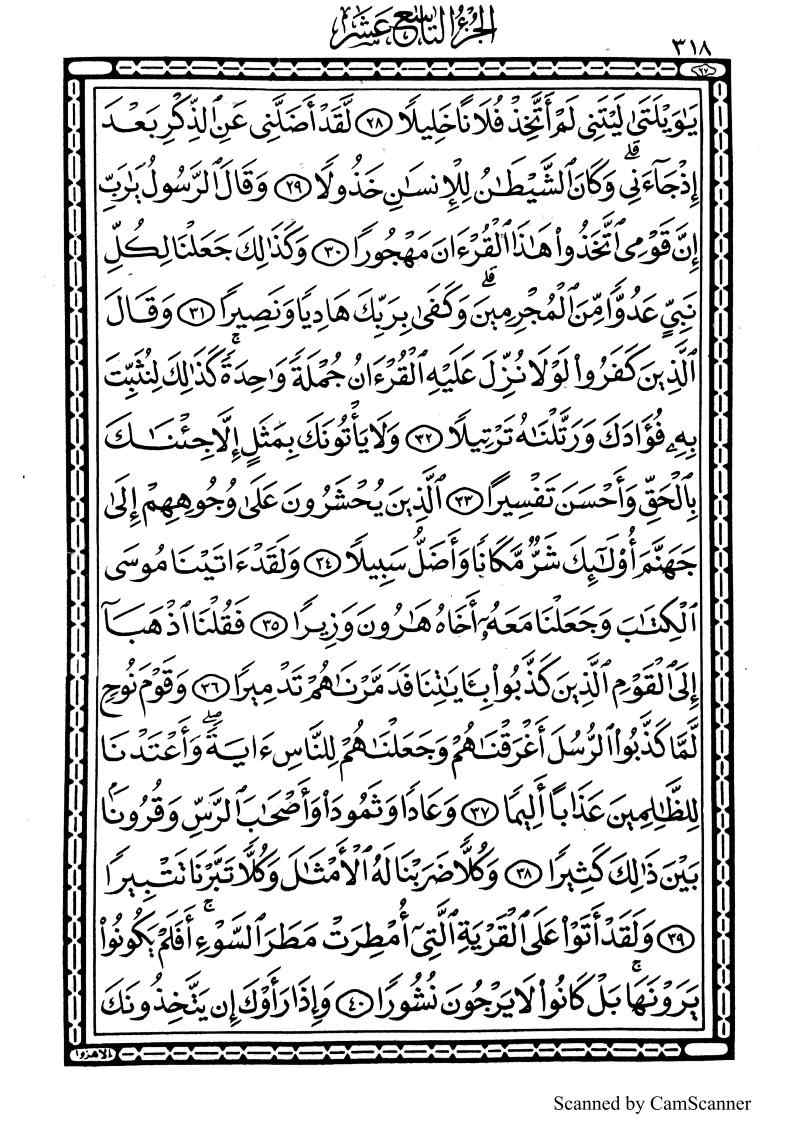 الجزء التاسع عشر
٣١٨
٢٧
يَٰوَيْلَتَىٰ لَيْتَنِى لَمْ أَتَّخِذْ فُلَانًا خَلِيلًا ٢٨ لَّقَدْ أَضَلَّنِى عَنِ ٱلذِّكْرِ بَعْدَ
إِذْ جَآءَنِى ۗ وَكَانَ ٱلشَّيْطَٰنُ لِلْإِنسَٰنِ خَذُولًا ٢٩ وَقَالَ ٱلرَّسُولُ يَٰرَبِّ
إِنَّ قَوْمِى ٱتَّخَذُوا۟ هَٰذَا ٱلْقُرْءَانَ مَهْجُورًا ٣٠ وَكَذَٰلِكَ جَعَلْنَا لِكُلِّ
نَبِىٍّ عَدُوًّا مِّنَ ٱلْمُجْرِمِينَ ۗ وَكَفَىٰ بِرَبِّكَ هَادِيًا وَنَصِيرًا ٣١ وَقَالَ
ٱلَّذِينَ كَفَرُوا۟ لَوْلَا نُزِّلَ عَلَيْهِ ٱلْقُرْءَانُ جُمْلَةً وَٰحِدَةً ۚ كَذَٰلِكَ لِنُثَبِّتَ
بِهِۦ فُؤَادَكَ وَرَتَّلْنَٰهُ تَرْتِيلًا ٣٢ وَلَا يَأْتُونَكَ بِمَثَلٍ إِلَّا جِئْنَٰكَ
بِٱلْحَقِّ وَأَحْسَنَ تَفْسِيرًا ٣٣ ٱلَّذِينَ يُحْشَرُونَ عَلَىٰ وُجُوهِهِمْ إِلَىٰ
جَهَنَّمَ أُو۟لَٰٓئِكَ شَرٌّ مَّكَانًا وَأَضَلُّ سَبِيلًا ٣٤ وَلَقَدْ ءَاتَيْنَا مُوسَى
ٱلْكِتَٰبَ وَجَعَلْنَا مَعَهُۥٓ أَخَاهُ هَٰرُونَ وَزِيرًا ٣٥ فَقُلْنَا ٱذْهَبَآ
إِلَى ٱلْقَوْمِ ٱلَّذِينَ كَذَّبُوا۟ بِـَٔايَٰتِنَا فَدَمَّرْنَٰهُمْ تَدْمِيرًا ٣٦ وَقَوْمَ نُوحٍ
لَّمَّا كَذَّبُوا۟ ٱلرُّسُلَ أَغْرَقْنَٰهُمْ وَجَعَلْنَٰهُمْ لِلنَّاسِ ءَايَةً ۖ وَأَعْتَدْنَا
لِلظَّٰلِمِينَ عَذَابًا أَلِيمًا ٣٧ وَعَادًا وَثَمُودَا۟ وَأَصْحَٰبَ ٱلرَّسِّ وَقُرُونًۢا
بَيْنَ ذَٰلِكَ كَثِيرًا ٣٨ وَكُلًّا ضَرَبْنَا لَهُ ٱلْأَمْثَٰلَ وَكُلًّا تَبَّرْنَا تَتْبِيرًا
٣٩ وَلَقَدْ أَتَوْا۟ عَلَى ٱلْقَرْيَةِ ٱلَّتِىٓ أُمْطِرَتْ مَطَرَ ٱلسَّوْءِ ۚ أَفَلَمْ يَكُونُوا۟
يَرَوْنَهَا ۚ بَلْ كَانُوا۟ لَا يَرْجُونَ نُشُورًا ٤٠ وَإِذَا رَأَوْكَ إِن يَتَّخِذُونَكَ
إلا هزوا
Scanned by CamScanner